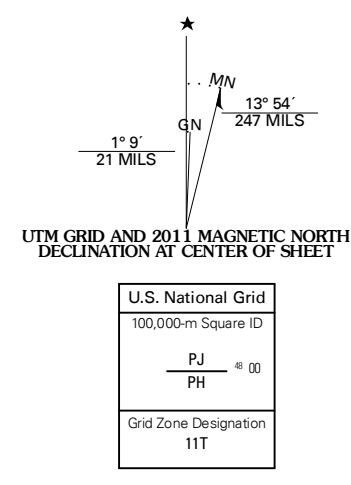 MN
13° 54´
247 MILS
GN
1° 9´
21 MILS
UTM GRID AND 2011 MAGNETIC NORTH
DECLINATION AT CENTER OF SHEET
U.S. National Grid
100,000-m Square ID
PJ
48 00
PH
Grid Zone Designation
11T